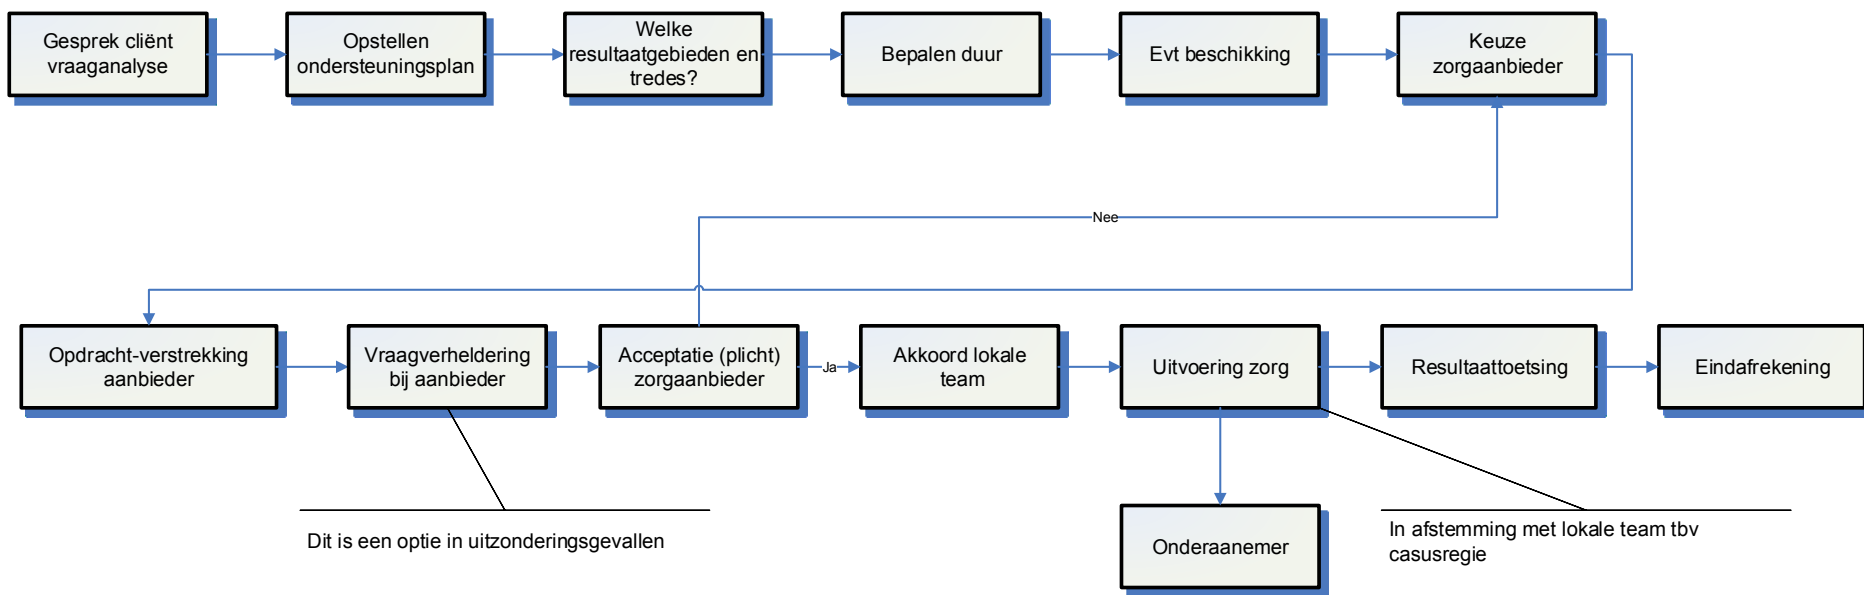 Gesprek cliënt
vraaganalyse
Opstellen
ondersteuningsplan
Welke
resultaatgebieden en
tredes?
Bepalen duur
Evt beschikking
Keuze
zorgaanbieder
Nee
Opdracht-verstrekking
aanbieder
Vraagverheldering
bij aanbieder
Acceptatie (plicht)
zorgaanbieder
Ja
Akkoord lokale
team
Uitvoering zorg
Resultaattoetsing
Eindafrekening
Dit is een optie in uitzonderingsgevallen
Onderaanemer
In afstemming met lokale team tbv
casusregie